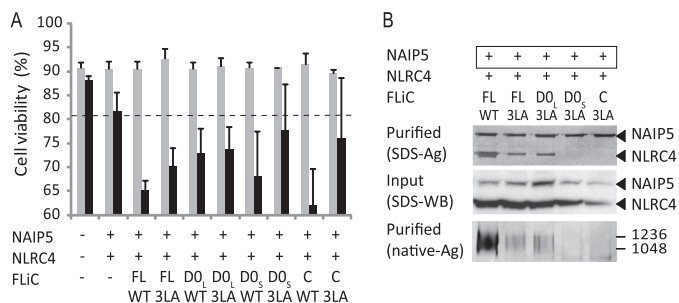 A
Cell viability (%)
100
95
90
85
80
75
70
65
60
NAIP5 - + + + + + + + + +
NLRC4 - + + + + + + + + +
FLiC - - FL FL D0L D0L D0S D0S C C
WT 3LA WT 3LA WT 3LA WT 3LA
B
NAIP5 + + + + +
NLRC4 + + + + +
FLiC FL FL D0L D0S C
WT 3LA 3LA 3LA 3LA
Purified
(SDS-Ag)
NAIP5
NLRC4
Input
(SDS-WB)
NAIP5
NLRC4
Purified
(native-Ag)
1236
1048